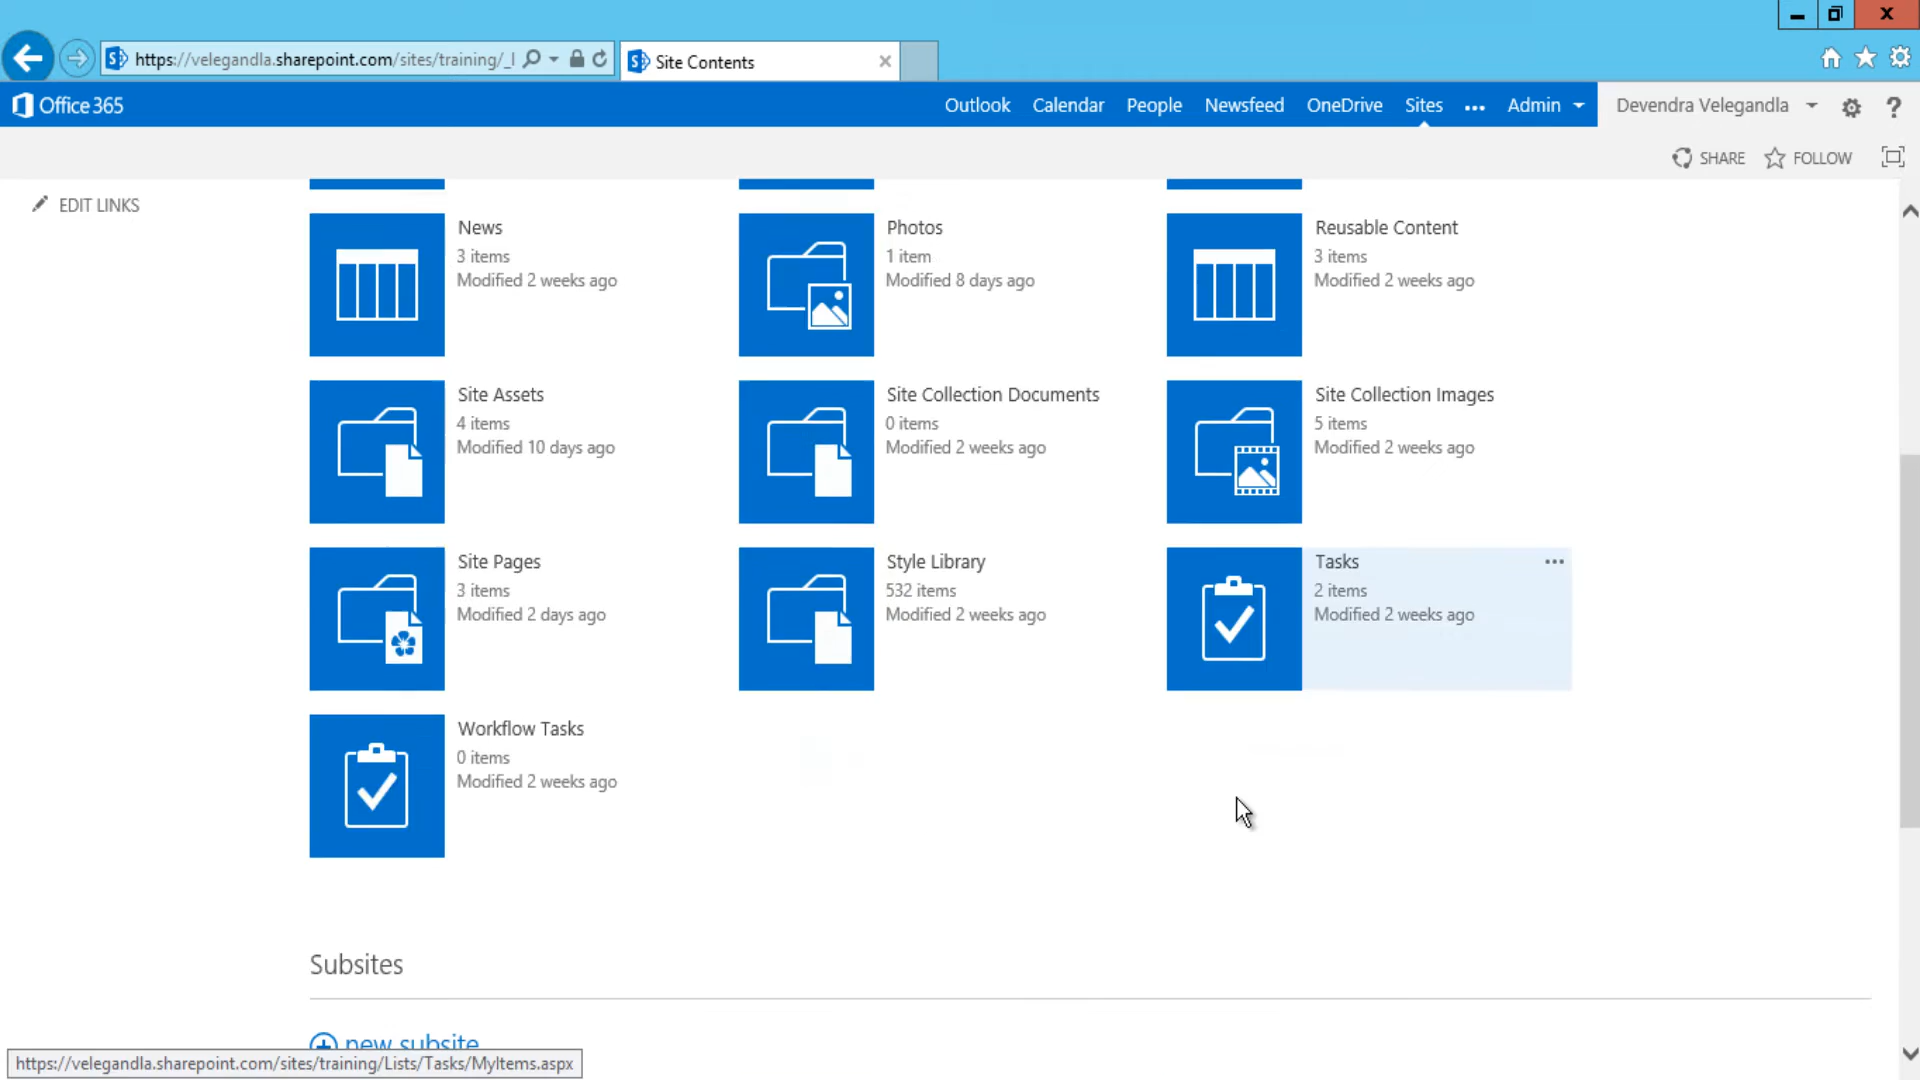 https://velegandla.sharepoint.com/sites/training/_l
Site Contents
Office 365
Outlook Calendar People Newsfeed OneDrive Sites ... Admin
Devendra Velegandla
?
SHARE
FOLLOW
EDIT LINKS
News
3 items
Modified 2 weeks ago
Photos
1 item
Modified 8 days ago
Reusable Content
3 items
Modified 2 weeks ago
Site Assets
4 items
Modified 10 days ago
Site Collection Documents
0 items
Modified 2 weeks ago
Site Collection Images
5 items
Modified 2 weeks ago
Site Pages
3 items
Modified 2 days ago
Style Library
532 items
Modified 2 weeks ago
Tasks
...
2 items
Modified 2 weeks ago
Workflow Tasks
0 items
Modified 2 weeks ago
Subsites
new subsite
https://velegandla.sharepoint.com/sites/training/Lists/Tasks/MyItems.aspx